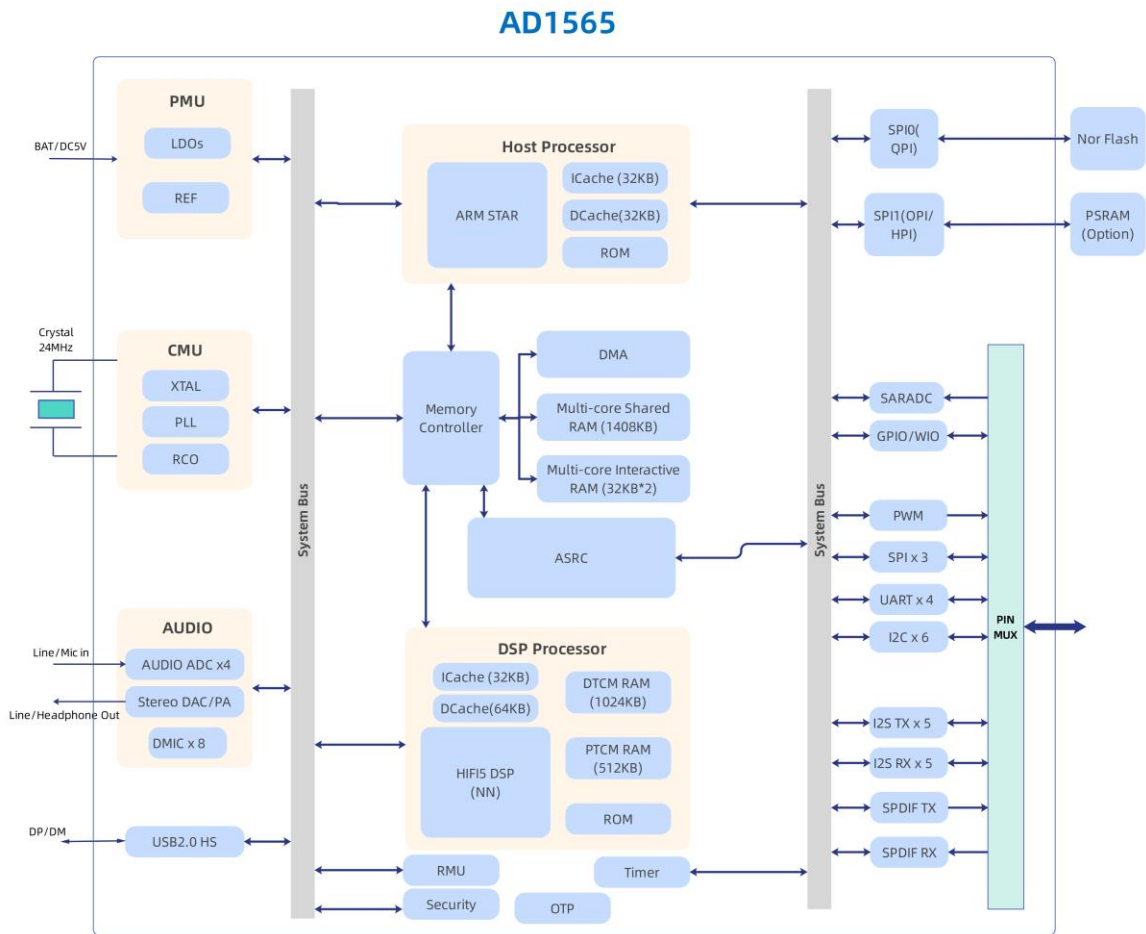 AD1565
PMU
LDOs
REF
BAT/DC5V
Crystal
24MHz
CMU
XTAL
PLL
RCO
AUDIO
Line/Mic in
AUDIO ADC x4
Stereo DAC/PA
Line/Headphone Out
DMIC x 8
DP/DM
USB2.0 HS
System Bus
Host Processor
ARM STAR
ICache (32KB)
DCache(32KB)
ROM
Memory
Controller
DMA
Multi-core Shared
RAM (1408KB)
Multi-core Interactive
RAM (32KB*2)
ASRC
DSP Processor
ICache (32KB)
DCache(64KB)
HIFI5 DSP
(NN)
DTCM RAM
(1024KB)
PTCM RAM
(512KB)
ROM
RMU
Timer
Security
OTP
System Bus
SPI0(
QPI)
Nor Flash
SPI1(OPI/
HPI)
PSRAM
(Option)
SARADC
GPIO/WIO
PWM
SPI x 3
UART x 4
I2C x 6
I2S TX x 5
I2S RX x 5
SPDIF TX
SPDIF RX
PIN
MUX